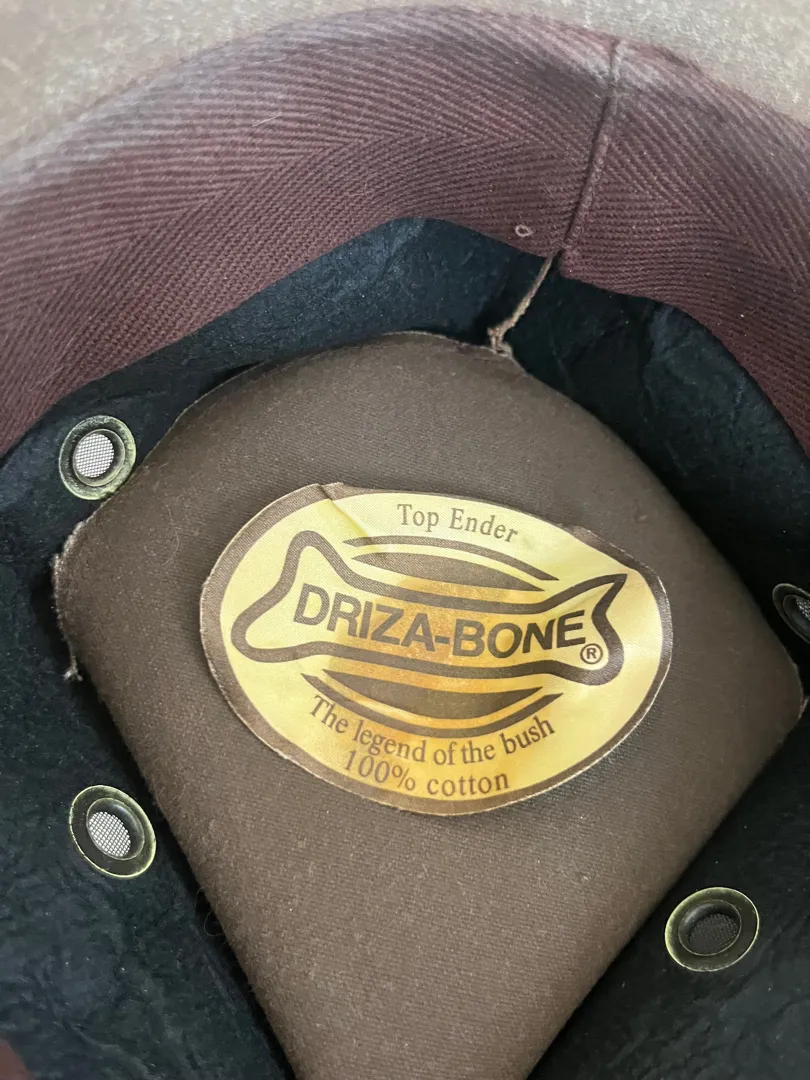 Top Ender
DRIZA-BONE®
The legend of the bush
100% cotton